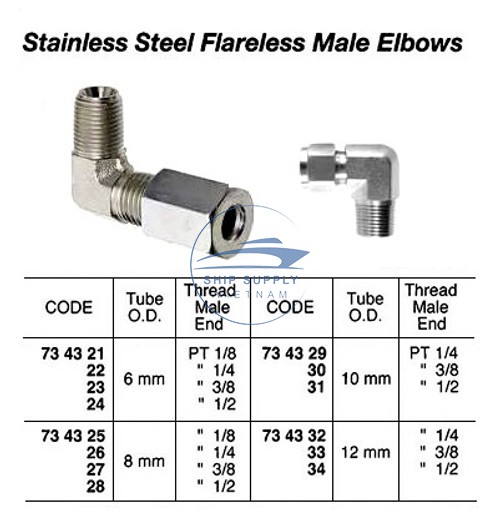 Stainless Steel Flareless Male Elbows
SHIP SUPPLY
VIETNAM
CODE Tube O.D. Thread Male End CODE Tube O.D. Thread Male End
73 43 21 6 mm PT 1/8 73 43 29 10 mm PT 1/4
22 " 1/4 30 " 3/8
23 " 3/8 31 " 1/2
24 " 1/2
73 43 25 8 mm " 1/8 73 43 32 12 mm " 1/4
26 " 1/4 33 " 3/8
27 " 3/8 34 " 1/2
28 " 1/2